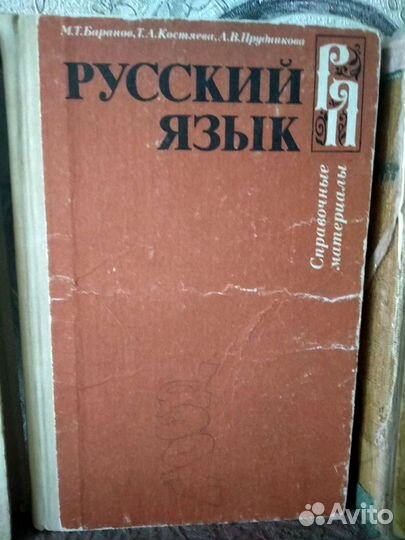 М.Т.Баранов, Т.А.Костяева, А.В.Прудникова
РУССКИЙ
ЯЗЫК
РЯ
Справочные
материалы
Avito